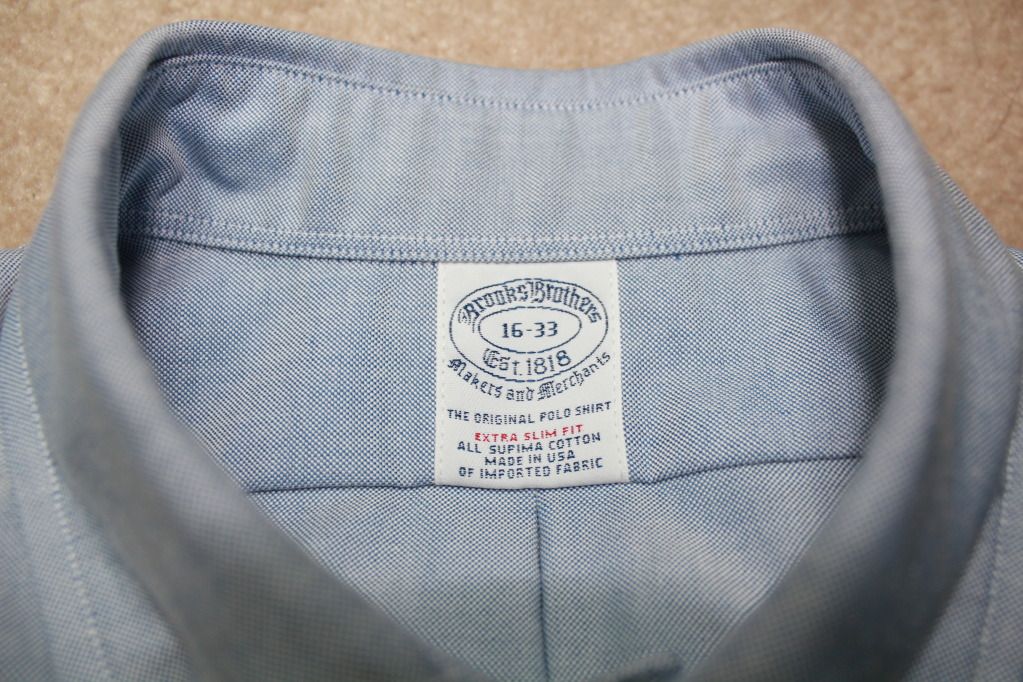 Brooks Brothers
16-33
Est. 1818
Makers and Merchants
THE ORIGINAL POLO SHIRT
EXTRA SLIM FIT
ALL SUPIMA COTTON
MADE IN USA
OF IMPORTED FABRIC